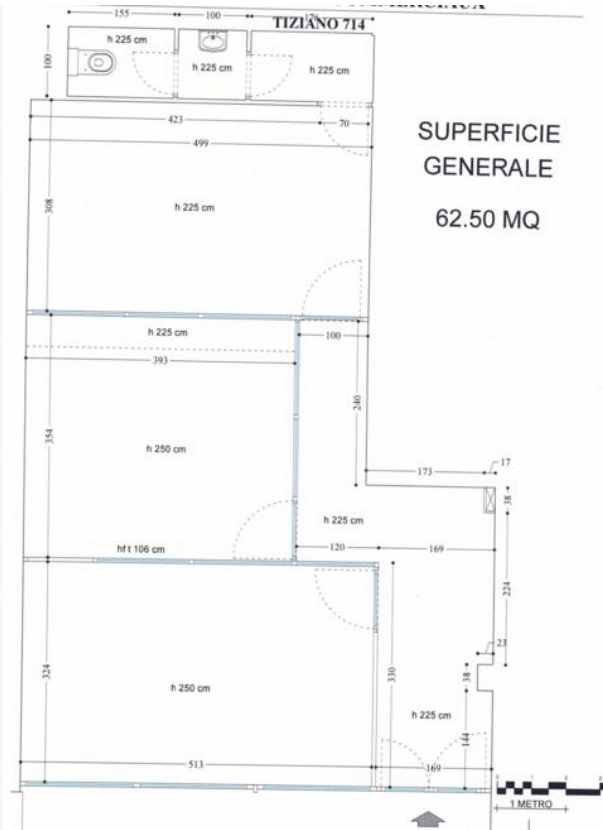 TIZIANO 714
155
100
h 225 cm
h 225 cm
h 225 cm
100
423
70
499
SUPERFICIE
GENERALE
62.50 MQ
308
h 225 cm
h 225 cm
100
393
240
354
h 250 cm
173
17
38
h 225 cm
hf t 106 cm
120
169
224
23
324
330
38
h 250 cm
h 225 cm
144
513
169
1 METRO